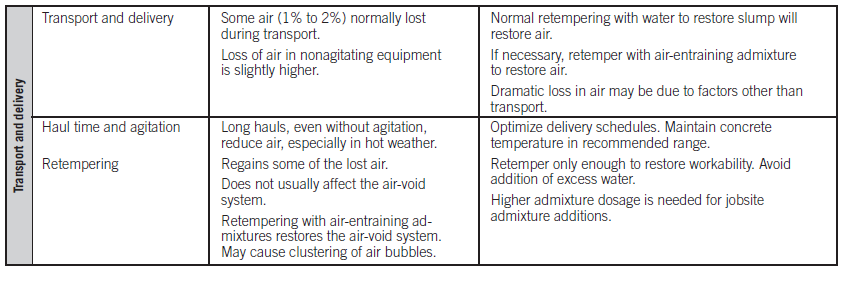 Transport and delivery
Transport and delivery
Some air (1% to 2%) normally lost
during transport.
Loss of air in nonagitating equipment
is slightly higher.
Normal retempering with water to restore slump will
restore air.
If necessary, retemper with air-entraining admixture
to restore air.
Dramatic loss in air may be due to factors other than
transport.
Haul time and agitation
Long hauls, even without agitation,
reduce air, especially in hot weather.
Optimize delivery schedules. Maintain concrete
temperature in recommended range.
Retempering
Regains some of the lost air.
Does not usually affect the air-void
system.
Retempering with air-entraining ad-
mixtures restores the air-void system.
May cause clustering of air bubbles.
Retemper only enough to restore workability. Avoid
addition of excess water.
Higher admixture dosage is needed for jobsite
admixture additions.